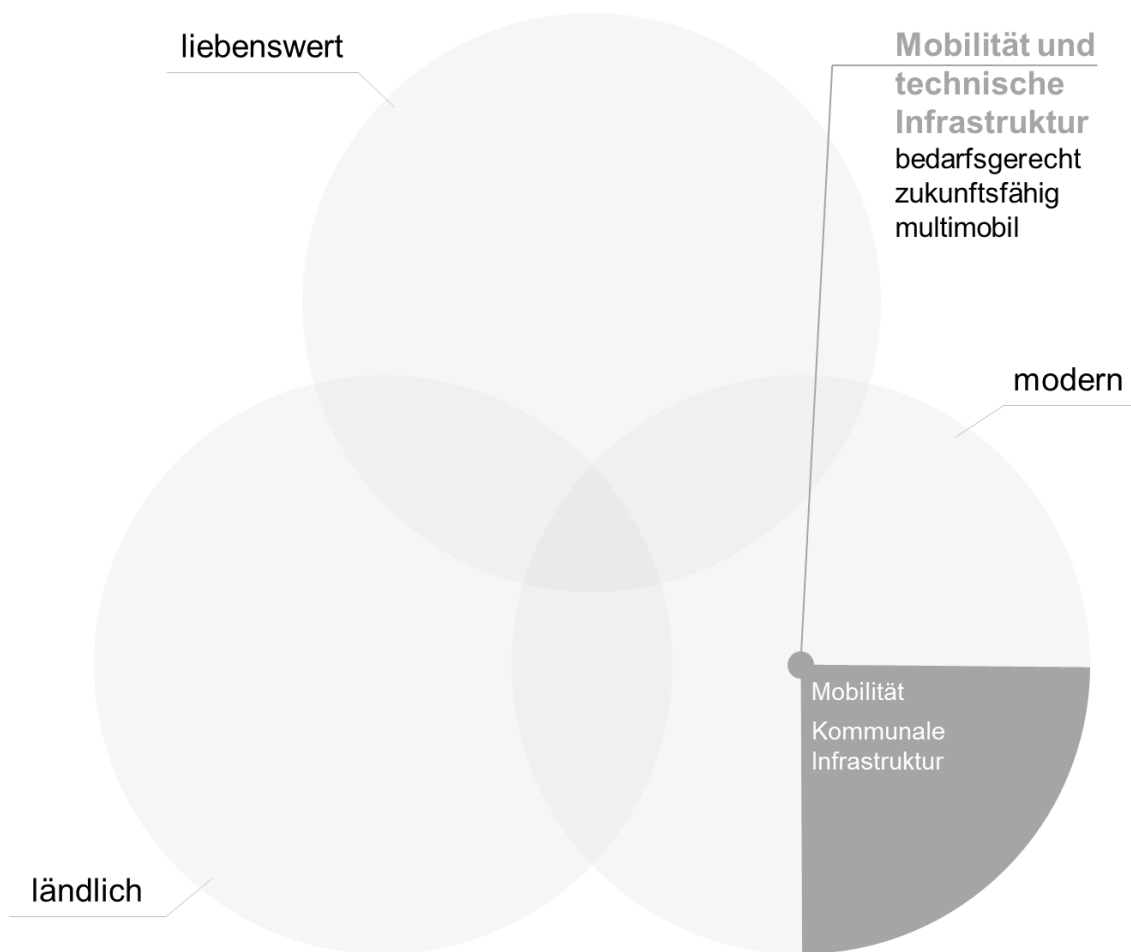 liebenswert
Mobilität und
technische
Infrastruktur
bedarfsgerecht
zukunftsfähig
multimobil
modern
Mobilität
Kommunale
Infrastruktur
ländlich